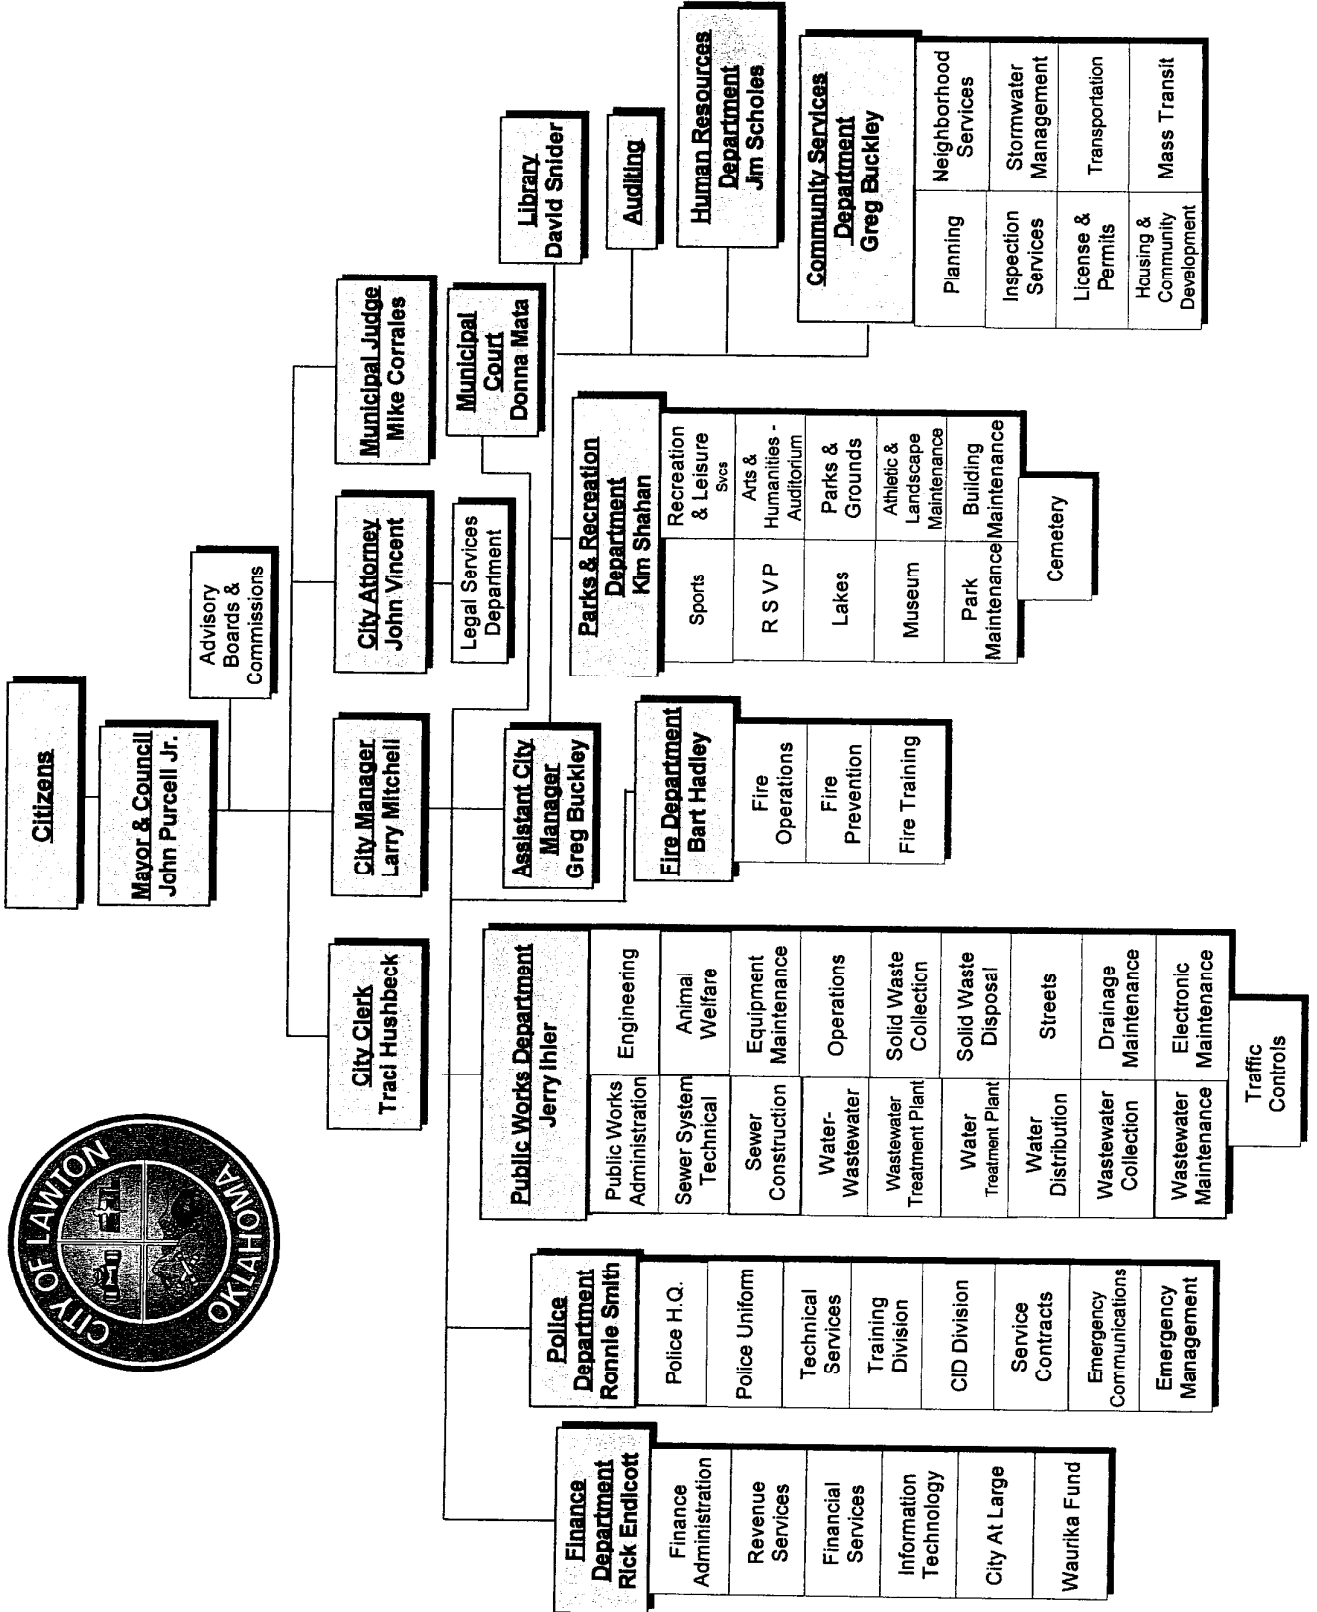 CITY OF LAWTON
OKLAHOMA
Citizens
Mayor & Council
John Purcell Jr.
Advisory
Boards &
Commissions
City Clerk
Traci Hushbeck
City Manager
Larry Mitchell
City Attorney
John Vincent
Municipal Judge
Mike Corrales
Legal Services
Department
Municipal
Court
Donna Mata
Assistant City
Manager
Greg Buckley
Library
David Snider
Auditing
Human Resources
Department
Jim Scholes
Finance
Department
Rick Endicott
Finance
Administration
Revenue
Services
Financial
Services
Information
Technology
City At Large
Waurika Fund
Police
Department
Ronnie Smith
Police H.Q.
Police Uniform
Technical
Services
Training
Division
CID Division
Service
Contracts
Emergency
Communications
Emergency
Management
Public Works Department
Jerry Ihler
Public Works
Administration
Engineering
Sewer System
Technical
Animal
Welfare
Sewer
Construction
Equipment
Maintenance
Water-
Wastewater
Operations
Wastewater
Treatment Plant
Solid Waste
Collection
Water
Treatment Plant
Solid Waste
Disposal
Water
Distribution
Streets
Wastewater
Collection
Drainage
Maintenance
Wastewater
Maintenance
Electronic
Maintenance
Traffic
Controls
Fire Department
Bart Hadley
Fire
Operations
Fire
Prevention
Fire Training
Parks & Recreation
Department
Kim Shahan
Sports
Recreation
& Leisure
Svcs
R S V P
Arts &
Humanities -
Auditorium
Lakes
Parks &
Grounds
Museum
Athletic &
Landscape
Maintenance
Park
Maintenance
Building
Maintenance
Cemetery
Community Services
Department
Greg Buckley
Planning
Neighborhood
Services
Inspection
Services
Stormwater
Management
License &
Permits
Transportation
Housing &
Community
Development
Mass Transit